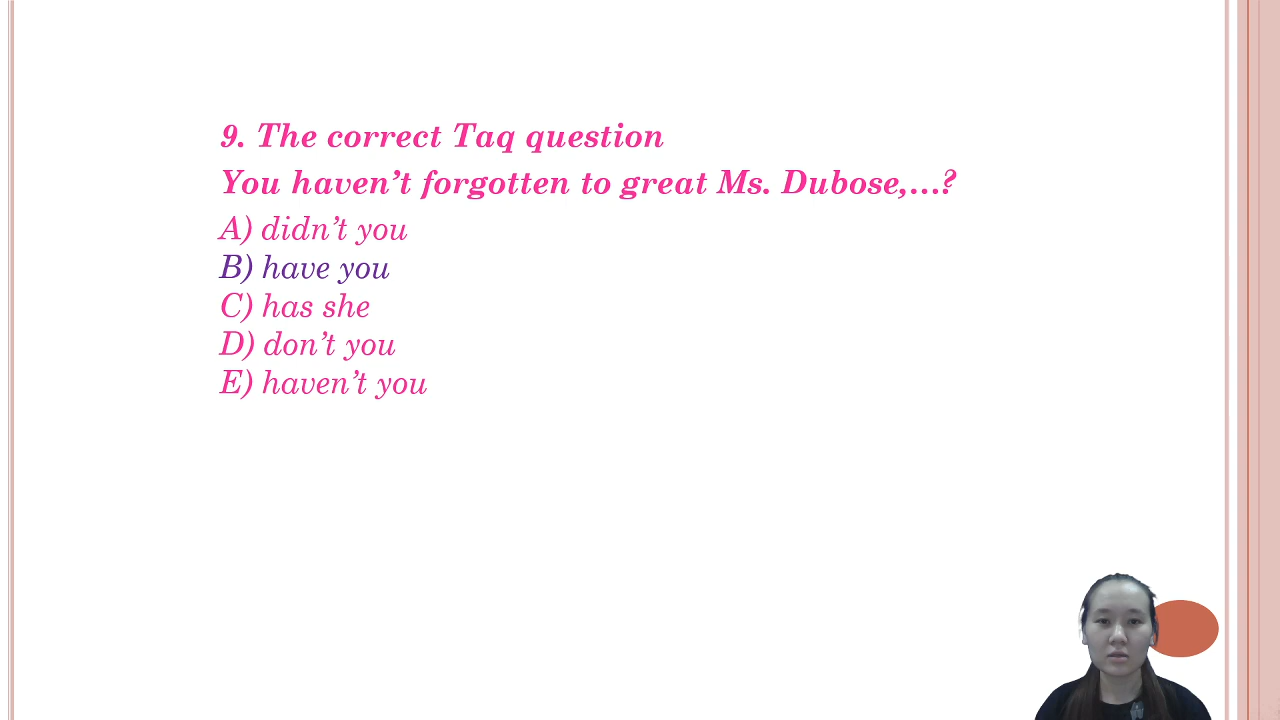 9. The correct Taq question
You haven't forgotten to great Ms. Dubose,...?
A) didn't you
B) have you
C) has she
D) don't you
E) haven't you